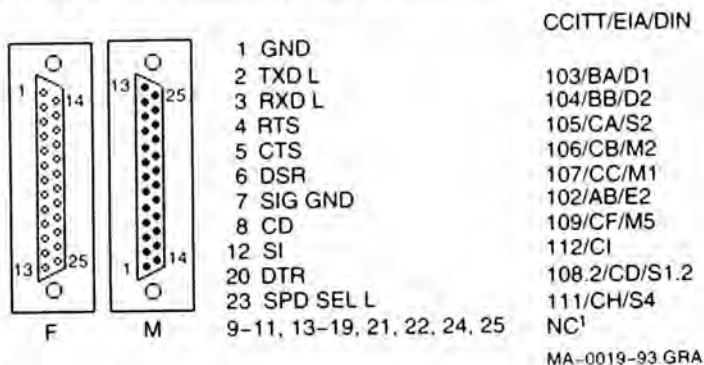 CCITT/EIA/DIN
1 GND
2 TXD L 103/BA/D1
3 RXD L 104/BB/D2
4 RTS 105/CA/S2
5 CTS 106/CB/M2
6 DSR 107/CC/M1
7 SIG GND 102/AB/E2
8 CD 109/CF/M5
12 SI 112/CI
20 DTR 108.2/CD/S1.2
23 SPD SEL L 111/CH/S4
9–11, 13–19, 21, 22, 24, 25 NC¹
1 14
13 25
F
13 25
1 14
M
MA–0019–93 GRA